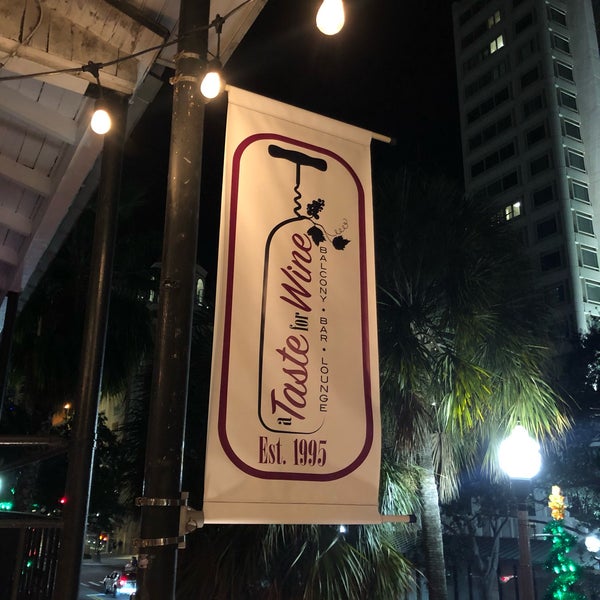 a Taste for Wine
BALCONY • BAR • LOUNGE
Est. 1995